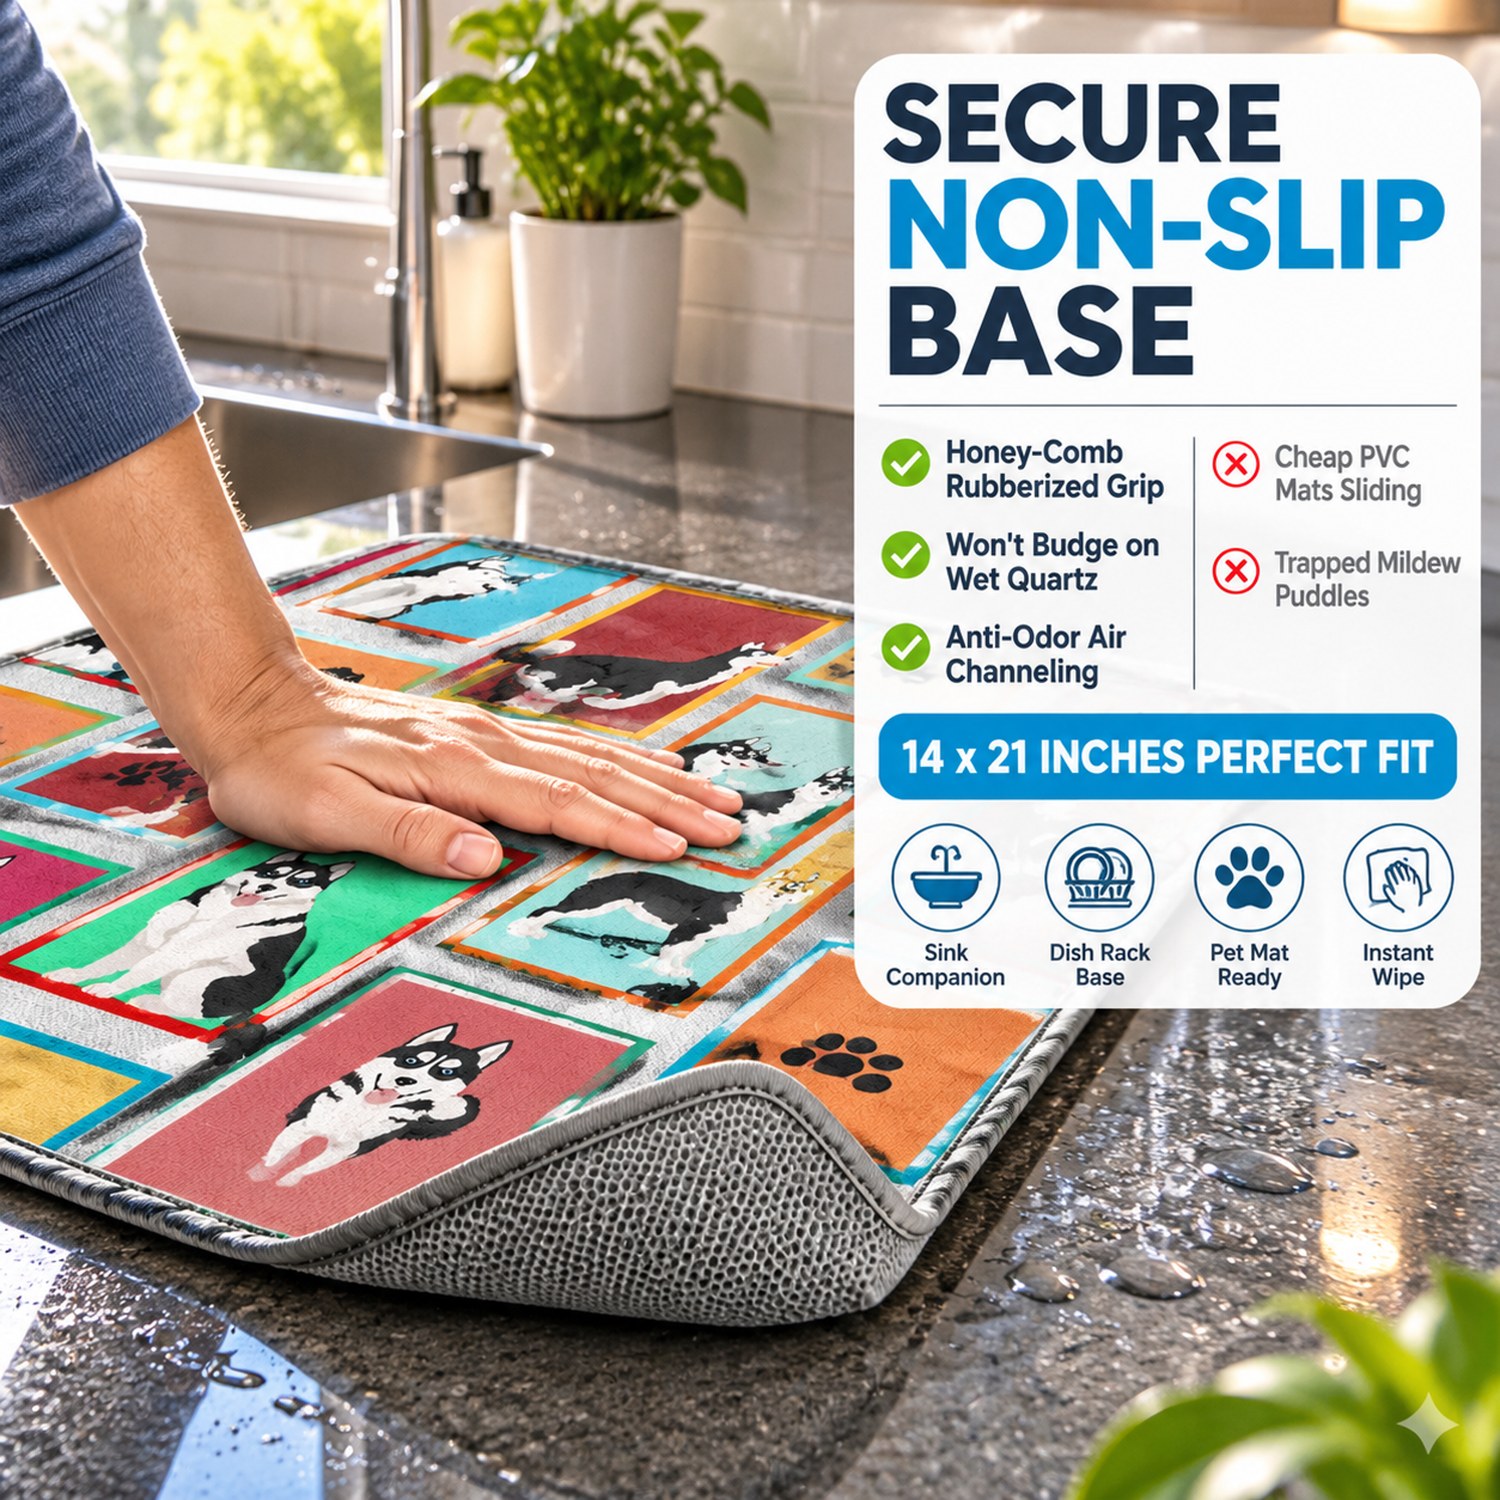 SECURE
NON-SLIP
BASE
Honey-Comb
Rubberized Grip
Won't Budge on
Wet Quartz
Anti-Odor Air
Channeling
Cheap PVC
Mats Sliding
Trapped Mildew
Puddles
14 x 21 INCHES PERFECT FIT
Sink
Companion
Dish Rack
Base
Pet Mat
Ready
Instant
Wipe